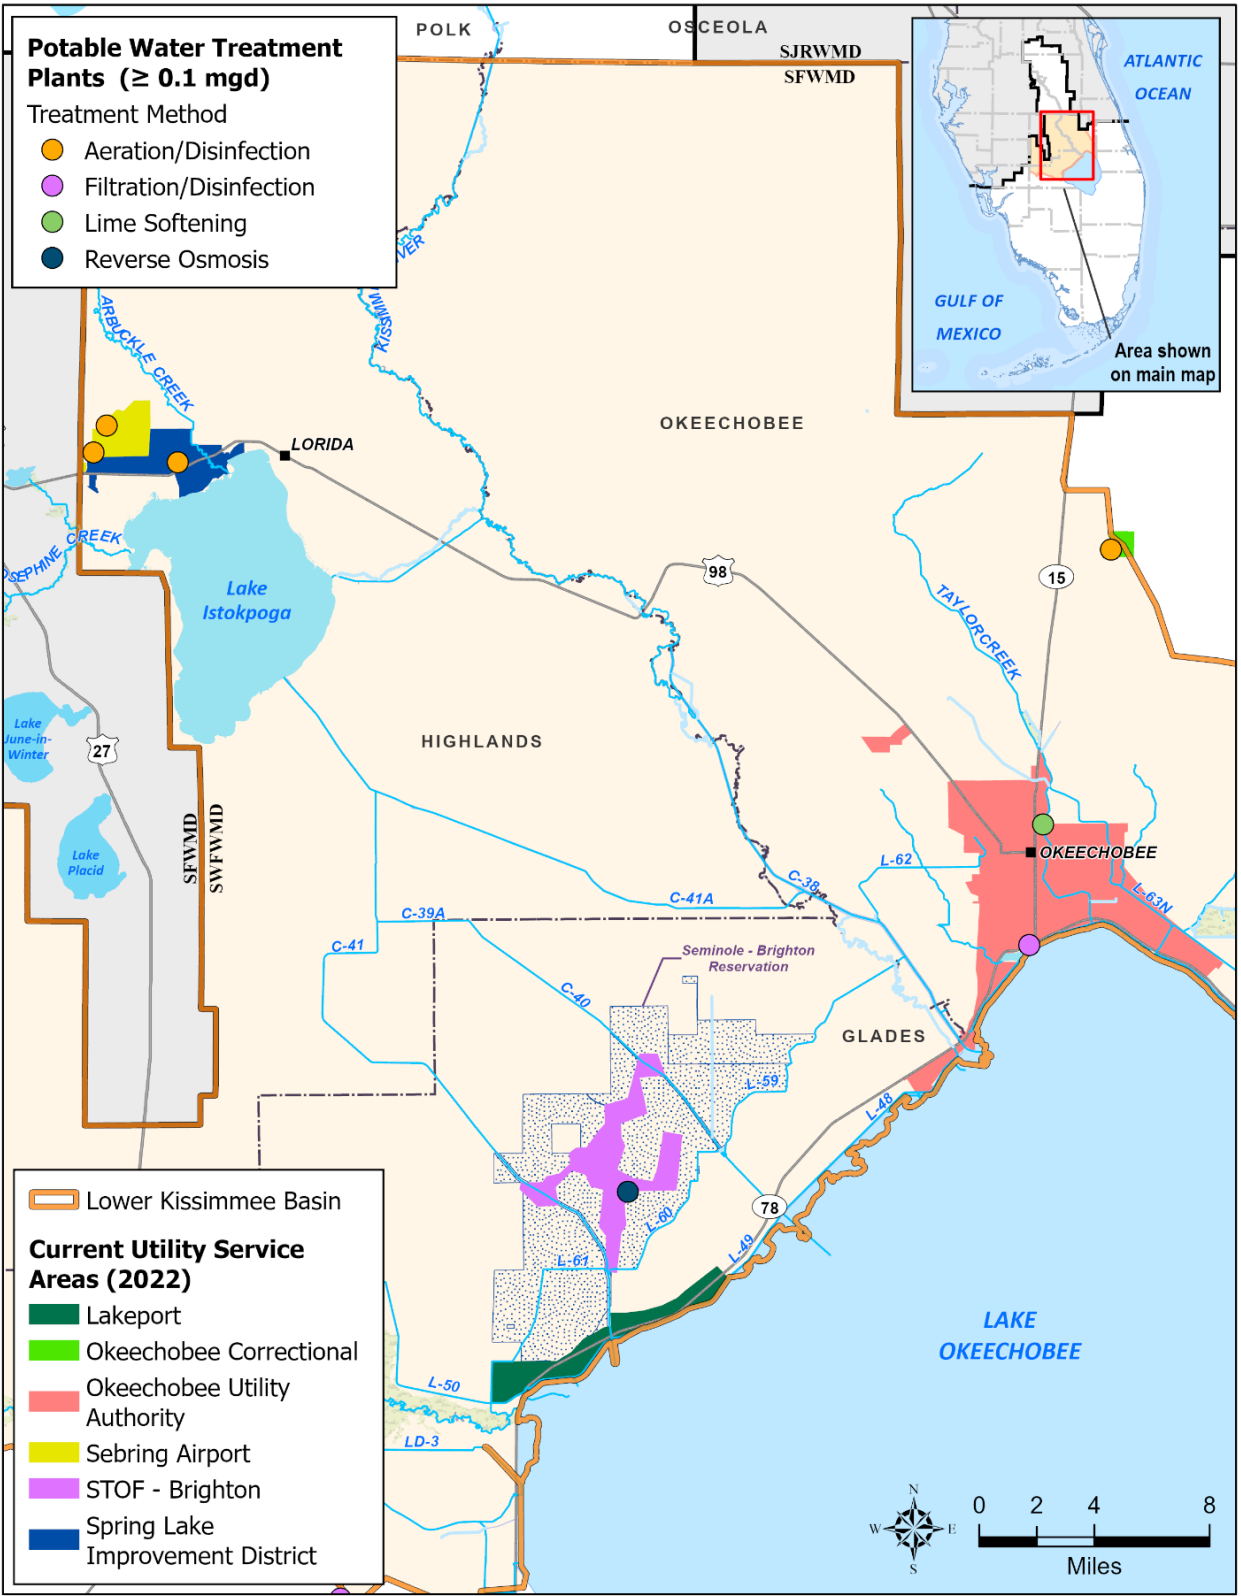 POLK
OSCEOLA
SJRWMD
SFWMD
Potable Water Treatment
Plants (≥ 0.1 mgd)
Treatment Method
Aeration/Disinfection
Filtration/Disinfection
Lime Softening
Reverse Osmosis
ATLANTIC
OCEAN
GULF OF
MEXICO
Area shown
on main map
VER
KISSIMM
ARBUCKLE CREEK
OKEECHOBEE
LORIDA
OSEPHINE CREEK
Lake
Istokpoga
98
15
TAYLORCREEK
Lake
June-in-
Winter
27
HIGHLANDS
SFWMD
SWFWMD
Lake
Placid
L-62
OKEECHOBEE
C-38
C-41A
L-63N
C-39A
C-41
Seminole - Brighton
Reservation
C-40
GLADES
L-59
L-48
L-60
78
L-49
L-61
LAKE
OKEECHOBEE
L-50
LD-3
Lower Kissimmee Basin
Current Utility Service
Areas (2022)
Lakeport
Okeechobee Correctional
Okeechobee Utility
Authority
Sebring Airport
STOF - Brighton
Spring Lake
Improvement District
N
W E
S
0 2 4 8
Miles